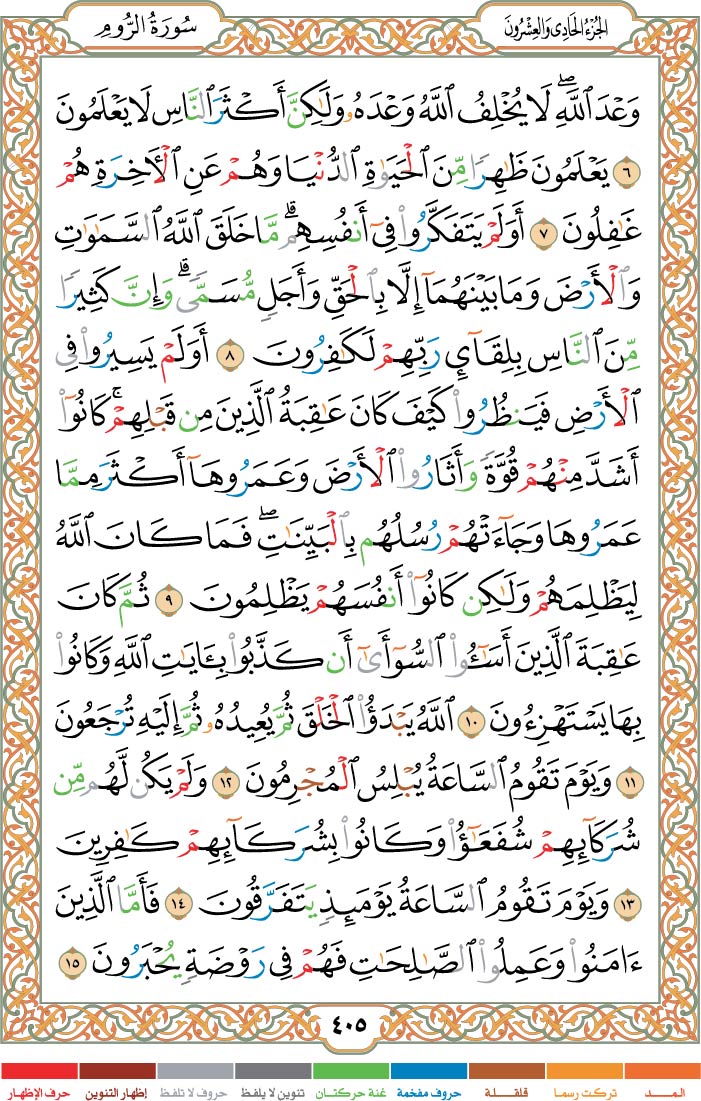 سُورَةُ الرُّومِ
الجُزْءُ الحَادِى وَالعِشْرُونَ
وَعْدَ ٱللَّهِۖ لَا يُخْلِفُ ٱللَّهُ وَعْدَهُۥ وَلَٰكِنَّ أَكْثَرَ ٱلنَّاسِ لَا يَعْلَمُونَ
٦ يَعْلَمُونَ ظَٰهِرًا مِّنَ ٱلْحَيَوٰةِ ٱلدُّنْيَا وَهُمْ عَنِ ٱلْءَاخِرَةِ هُمْ
غَٰفِلُونَ ٧ أَوَلَمْ يَتَفَكَّرُوا۟ فِىٓ أَنفُسِهِمۗ مَّا خَلَقَ ٱللَّهُ ٱلسَّمَٰوَٰتِ
وَٱلْأَرْضَ وَمَا بَيْنَهُمَآ إِلَّا بِٱلْحَقِّ وَأَجَلٍ مُّسَمًّىۗ وَإِنَّ كَثِيرًا
مِّنَ ٱلنَّاسِ بِلِقَآئِ رَبِّهِمْ لَكَٰفِرُونَ ٨ أَوَلَمْ يَسِيرُوا۟ فِى
ٱلْأَرْضِ فَيَنظُرُوا۟ كَيْفَ كَانَ عَٰقِبَةُ ٱلَّذِينَ مِن قَبْلِهِمْۚ كَانُوٓا۟
أَشَدَّ مِنْهُمْ قُوَّةً وَأَثَارُوا۟ ٱلْأَرْضَ وَعَمَرُوهَآ أَكْثَرَ مِمَّا
عَمَرُوهَا وَجَآءَتْهُمْ رُسُلُهُم بِٱلْبَيِّنَٰتِۖ فَمَا كَانَ ٱللَّهُ
لِيَظْلِمَهُمْ وَلَٰكِن كَانُوٓا۟ أَنفُسَهُمْ يَظْلِمُونَ ٩ ثُمَّ كَانَ
عَٰقِبَةَ ٱلَّذِينَ أَسَٰٓـُٔوا۟ ٱلسُّوٓأَىٰٓ أَن كَذَّبُوا۟ بِـَٔايَٰتِ ٱللَّهِ وَكَانُوا۟
بِهَا يَسْتَهْزِءُونَ ١٠ ٱللَّهُ يَبْدَؤُا۟ ٱلْخَلْقَ ثُمَّ يُعِيدُهُۥ ثُمَّ إِلَيْهِ تُرْجَعُونَ
١١ وَيَوْمَ تَقُومُ ٱلسَّاعَةُ يُبْلِسُ ٱلْمُجْرِمُونَ ١٢ وَلَمْ يَكُن لَّهُم مِّن
شُرَكَآئِهِمْ شُفَعَٰٓؤُا۟ وَكَانُوا۟ بِشُرَكَآئِهِمْ كَٰفِرِينَ
١٣ وَيَوْمَ تَقُومُ ٱلسَّاعَةُ يَوْمَئِذٍ يَتَفَرَّقُونَ ١٤ فَأَمَّا ٱلَّذِينَ
ءَامَنُوا۟ وَعَمِلُوا۟ ٱلصَّٰلِحَٰتِ فَهُمْ فِى رَوْضَةٍ يُحْبَرُونَ ١٥
٤٠٥
المـــد
تركت رسما
قلقـــلة
حروف مفخمة
غنة حركتـان
تنوين لا يلفظ
حروف لا تلفظ
إظهار التنوين
حرف الإظهار